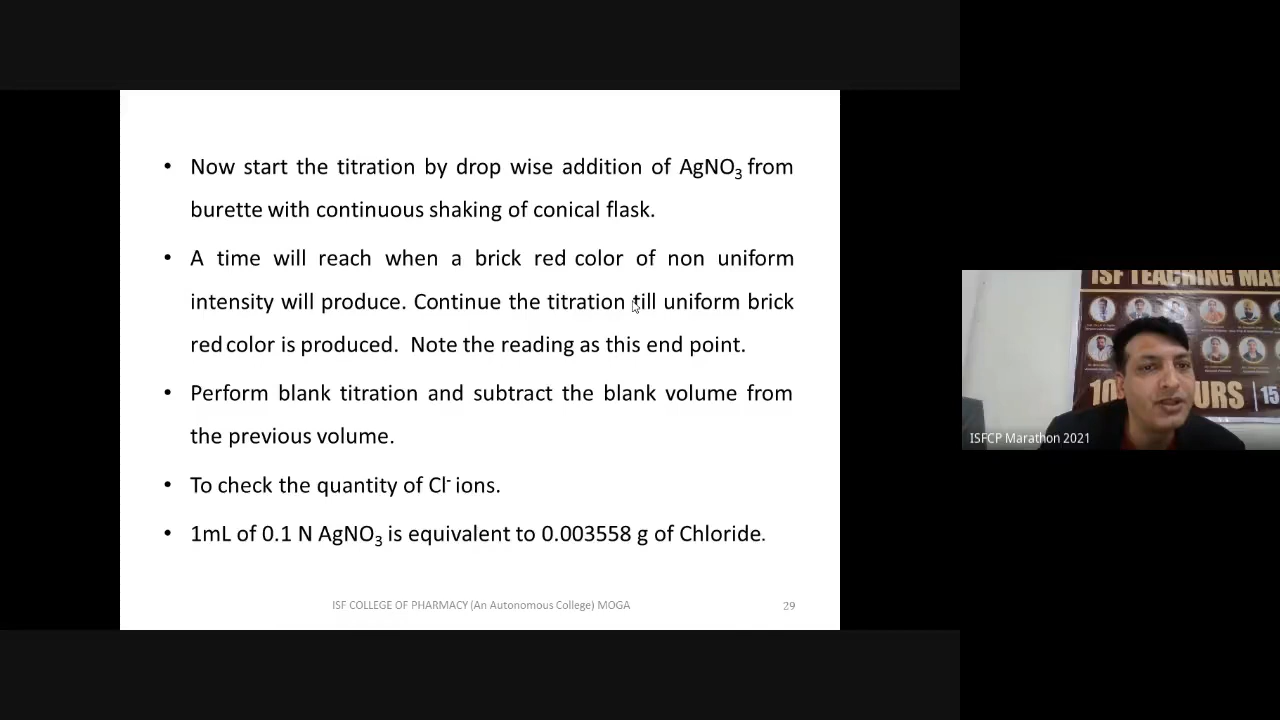 • Now start the titration by drop wise addition of AgNO₃ from
burette with continuous shaking of conical flask.
• A time will reach when a brick red color of non uniform
intensity will produce. Continue the titration till uniform brick
red color is produced. Note the reading as this end point.
• Perform blank titration and subtract the blank volume from
the previous volume.
• To check the quantity of Cl⁻ ions.
• 1mL of 0.1 N AgNO₃ is equivalent to 0.003558 g of Chloride.
ISF COLLEGE OF PHARMACY (An Autonomous College) MOGA 29
ISF TEACHING MAR
URS | 15
ISFCP Marathon 2021